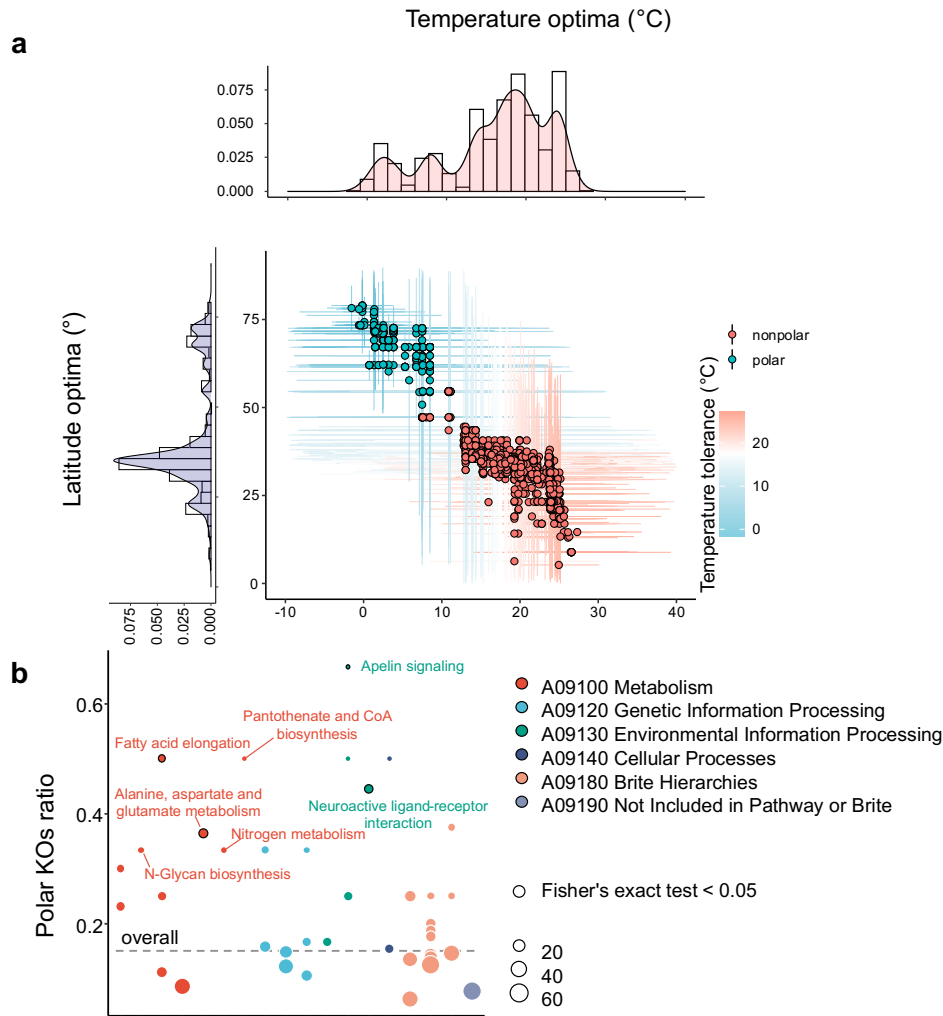 Temperature optima (°C)
a
0.075
0.050
0.025
0.000
Latitude optima (°)
75
50
25
0
-10 0 10 20 30 40
0.075 0.050 0.025 0.000
nonpolar
polar
Temperature tolerance (°C)
20
10
0
b
Polar KOs ratio
0.6
0.4
0.2
Apelin signaling
Pantothenate and CoA
biosynthesis
Fatty acid elongation
Alanine, aspartate and
glutamate metabolism
Neuroactive ligand-receptor
interaction
Nitrogen metabolism
N-Glycan biosynthesis
overall
A09100 Metabolism
A09120 Genetic Information Processing
A09130 Environmental Information Processing
A09140 Cellular Processes
A09180 Brite Hierarchies
A09190 Not Included in Pathway or Brite
Fisher's exact test < 0.05
20
40
60